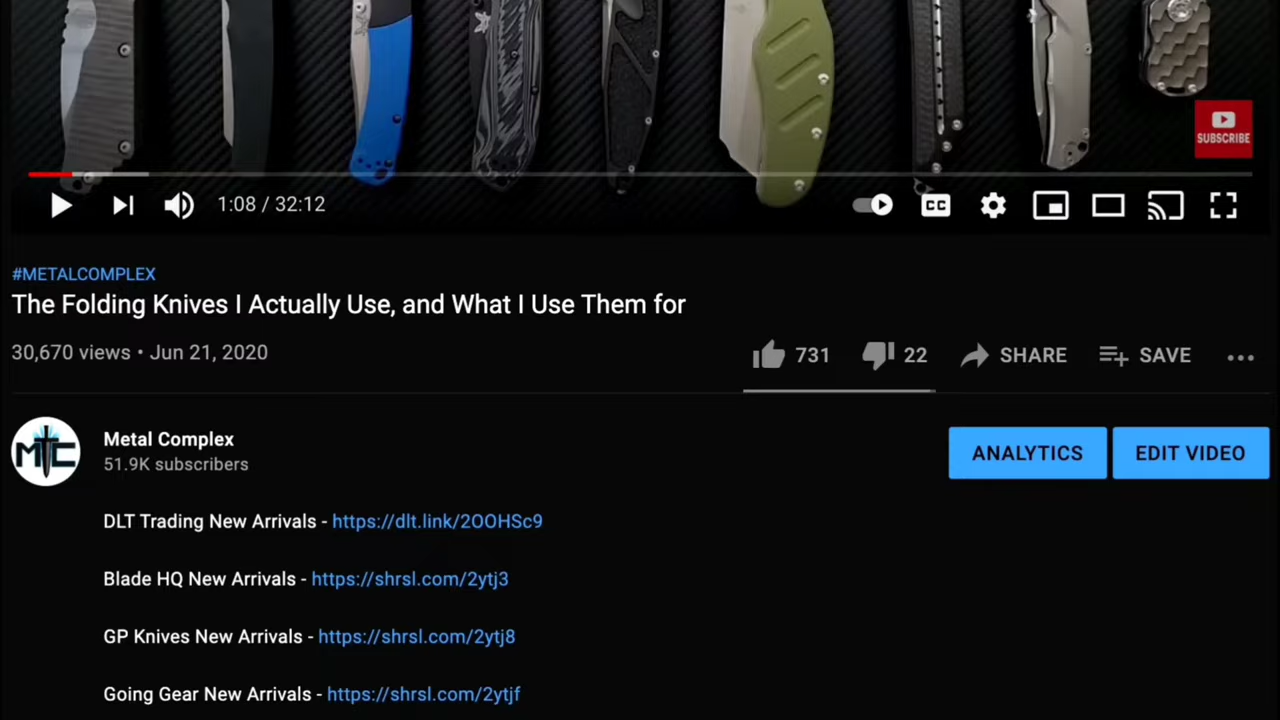 SUBSCRIBE
1:08 / 32:12
CC
#METALCOMPLEX
The Folding Knives I Actually Use, and What I Use Them for
30,670 views • Jun 21, 2020
731 22 SHARE SAVE
MTC
Metal Complex
51.9K subscribers
ANALYTICS EDIT VIDEO
DLT Trading New Arrivals - https://dlt.link/2OOHSc9
Blade HQ New Arrivals - https://shrsl.com/2ytj3
GP Knives New Arrivals - https://shrsl.com/2ytj8
Going Gear New Arrivals - https://shrsl.com/2ytjf